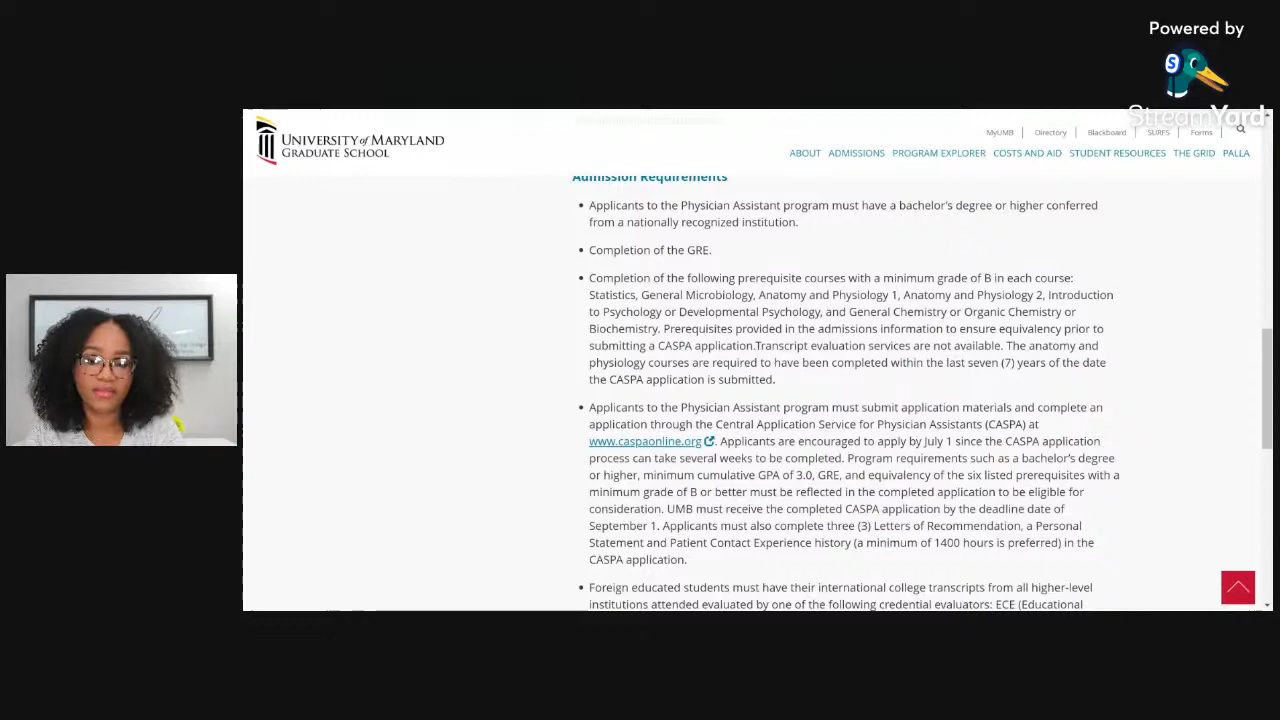 Powered by
S
StreamYard
UNIVERSITY of MARYLAND
GRADUATE SCHOOL
MyUMB | Directory | Blackboard | SURFS | Forms |
ABOUT ADMISSIONS PROGRAM EXPLORER COSTS AND AID STUDENT RESOURCES THE GRID PALLA
Admission Requirements
• Applicants to the Physician Assistant program must have a bachelor's degree or higher conferred
from a nationally recognized institution.
• Completion of the GRE.
• Completion of the following prerequisite courses with a minimum grade of B in each course:
Statistics, General Microbiology, Anatomy and Physiology 1, Anatomy and Physiology 2, Introduction
to Psychology or Developmental Psychology, and General Chemistry or Organic Chemistry or
Biochemistry. Prerequisites provided in the admissions information to ensure equivalency prior to
submitting a CASPA application.Transcript evaluation services are not available. The anatomy and
physiology courses are required to have been completed within the last seven (7) years of the date
the CASPA application is submitted.
• Applicants to the Physician Assistant program must submit application materials and complete an
application through the Central Application Service for Physician Assistants (CASPA) at
www.caspaonline.org. Applicants are encouraged to apply by July 1 since the CASPA application
process can take several weeks to be completed. Program requirements such as a bachelor's degree
or higher, minimum cumulative GPA of 3.0, GRE, and equivalency of the six listed prerequisites with a
minimum grade of B or better must be reflected in the completed application to be eligible for
consideration. UMB must receive the completed CASPA application by the deadline date of
September 1. Applicants must also complete three (3) Letters of Recommendation, a Personal
Statement and Patient Contact Experience history (a minimum of 1400 hours is preferred) in the
CASPA application.
• Foreign educated students must have their international college transcripts from all higher-level
institutions attended evaluated by one of the following credential evaluators: ECE (Educational